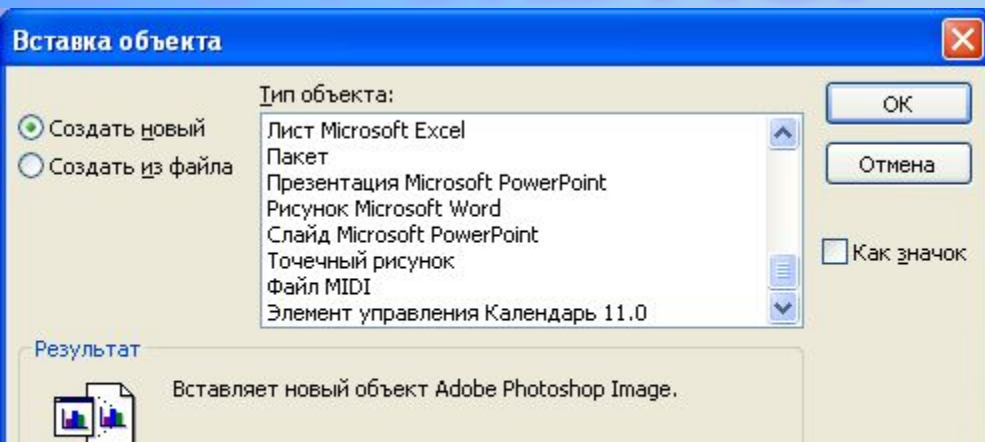 Вставка объекта
Тип объекта:
Создать новый
Создать из файла
Лист Microsoft Excel
Пакет
Презентация Microsoft PowerPoint
Рисунок Microsoft Word
Слайд Microsoft PowerPoint
Точечный рисунок
Файл MIDI
Элемент управления Календарь 11.0
ОК
Отмена
Как значок
Результат
Вставляет новый объект Adobe Photoshop Image.